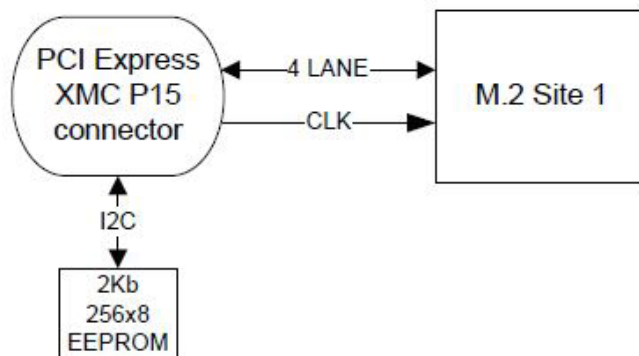 PCI Express
XMC P15
connector
4 LANE
CLK
M.2 Site 1
I2C
2Kb
256x8
EEPROM